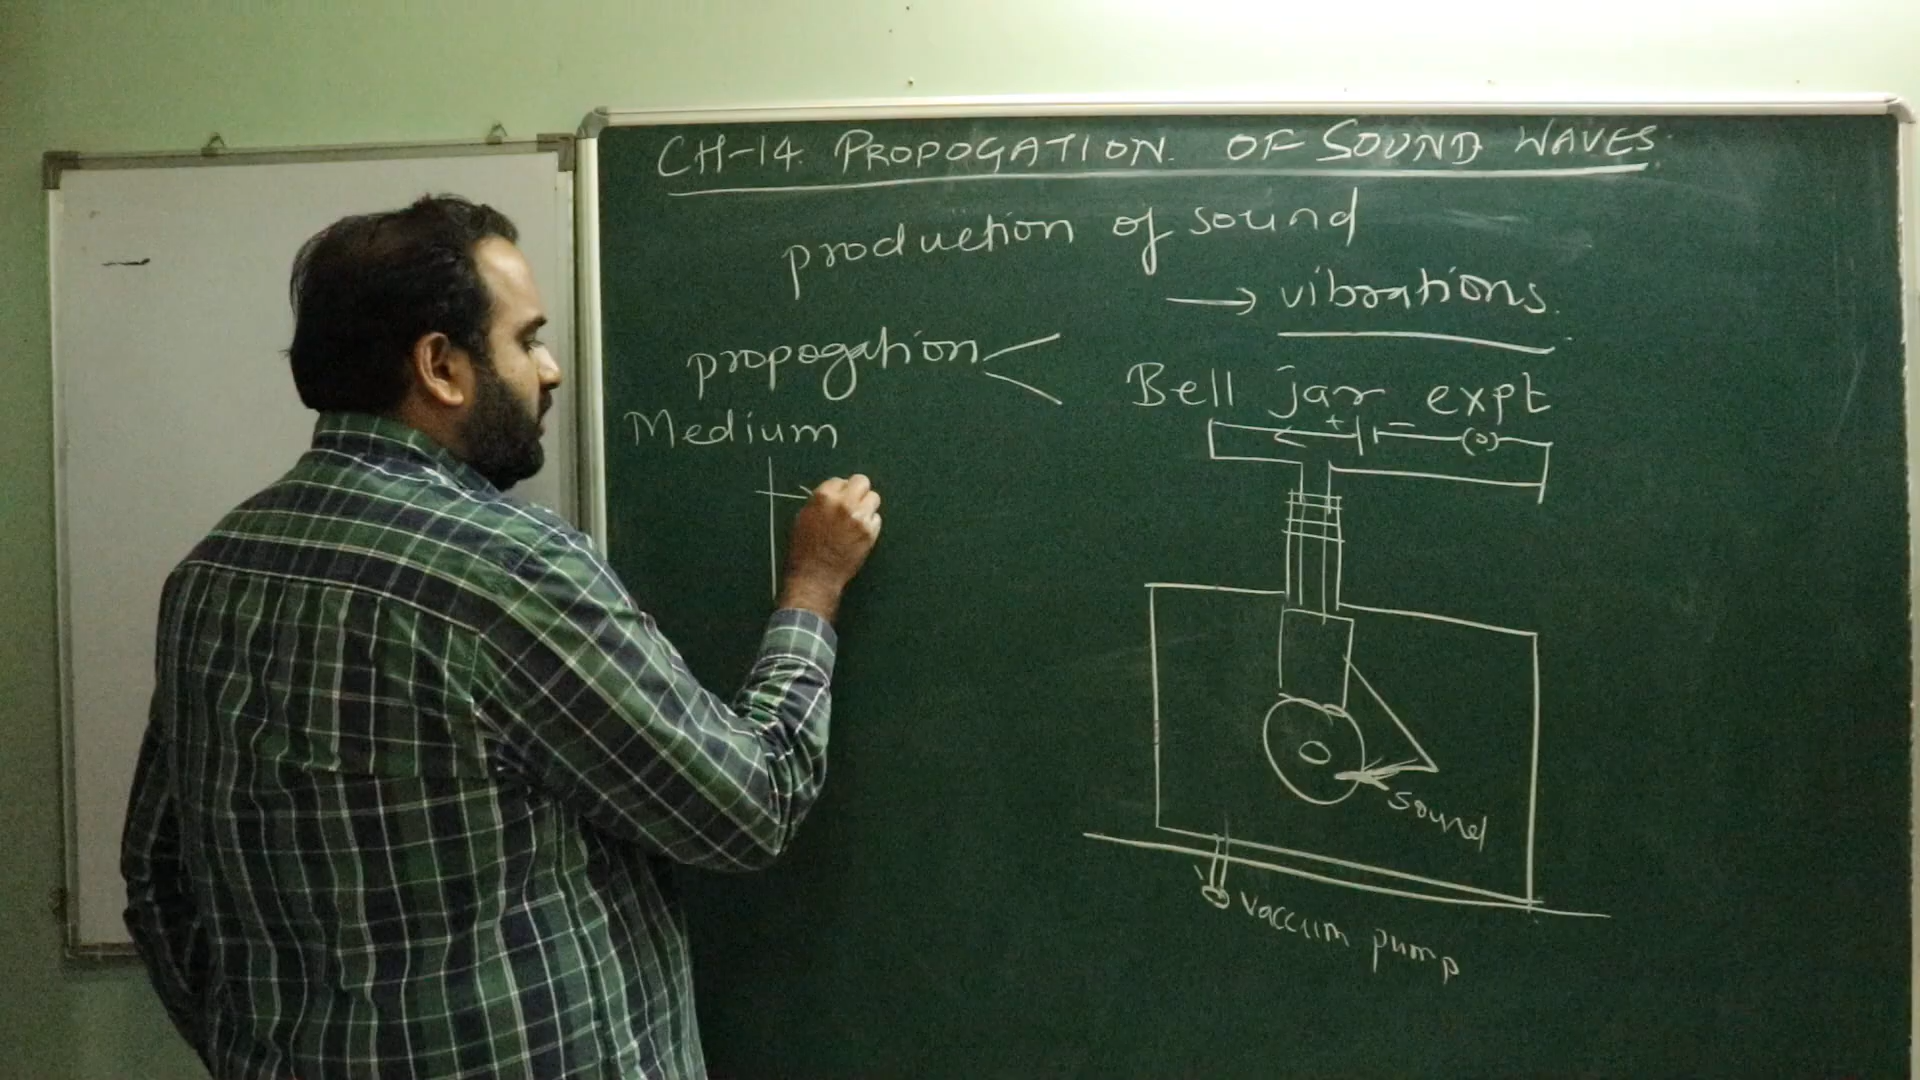 CH-14. PROPOGATION OF SOUND WAVES.
production of sound
→ vibrations.
propogation
Bell jar expt
Medium
+ −
(o)
sound
vaccum pump